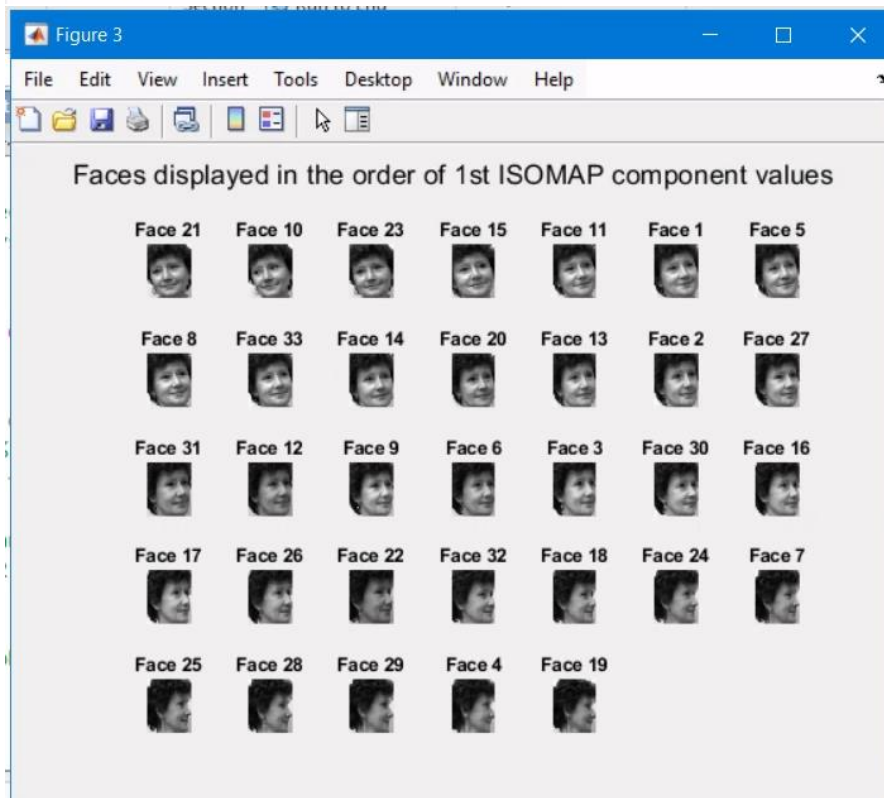 Figure 3
File Edit View Insert Tools Desktop Window Help
Faces displayed in the order of 1st ISOMAP component values
Face 21 Face 10 Face 23 Face 15 Face 11 Face 1 Face 5
Face 8 Face 33 Face 14 Face 20 Face 13 Face 2 Face 27
Face 31 Face 12 Face 9 Face 6 Face 3 Face 30 Face 16
Face 17 Face 26 Face 22 Face 32 Face 18 Face 24 Face 7
Face 25 Face 28 Face 29 Face 4 Face 19